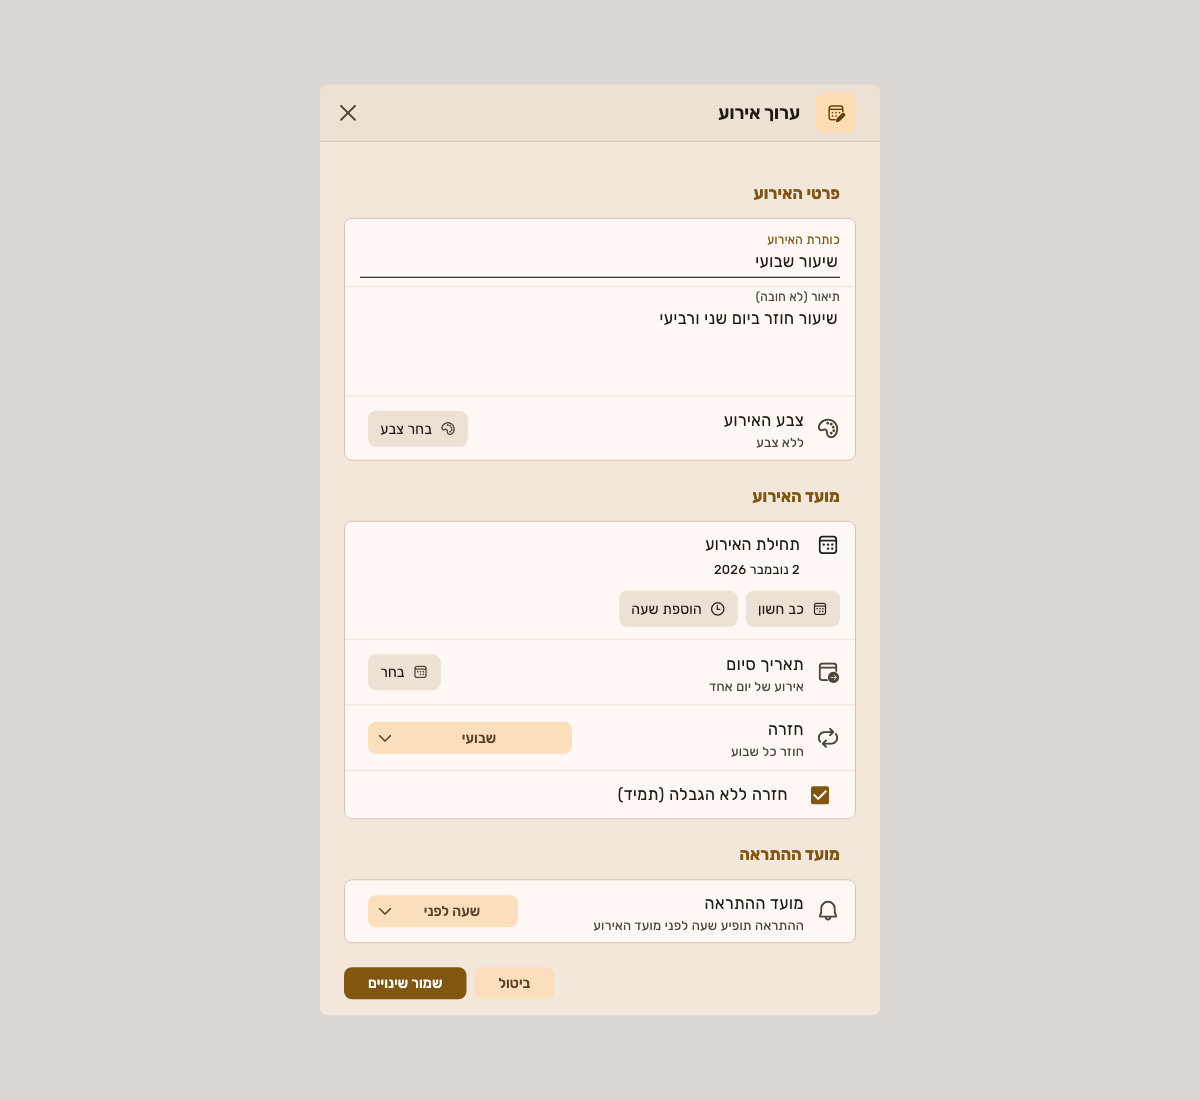 ערוך אירוע
פרטי האירוע
כותרת האירוע
שיעור שבועי
תיאור (לא חובה)
שיעור חוזר ביום שני ורביעי
צבע האירוע
ללא צבע
בחר צבע
מועד האירוע
תחילת האירוע
2 נובמבר 2026
כב חשון
הוספת שעה
תאריך סיום
אירוע של יום אחד
בחר
חזרה
חוזר כל שבוע
שבועי
חזרה ללא הגבלה (תמיד)
מועד ההתראה
מועד ההתראה
ההתראה תופיע שעה לפני מועד האירוע
שעה לפני
ביטול
שמור שינויים